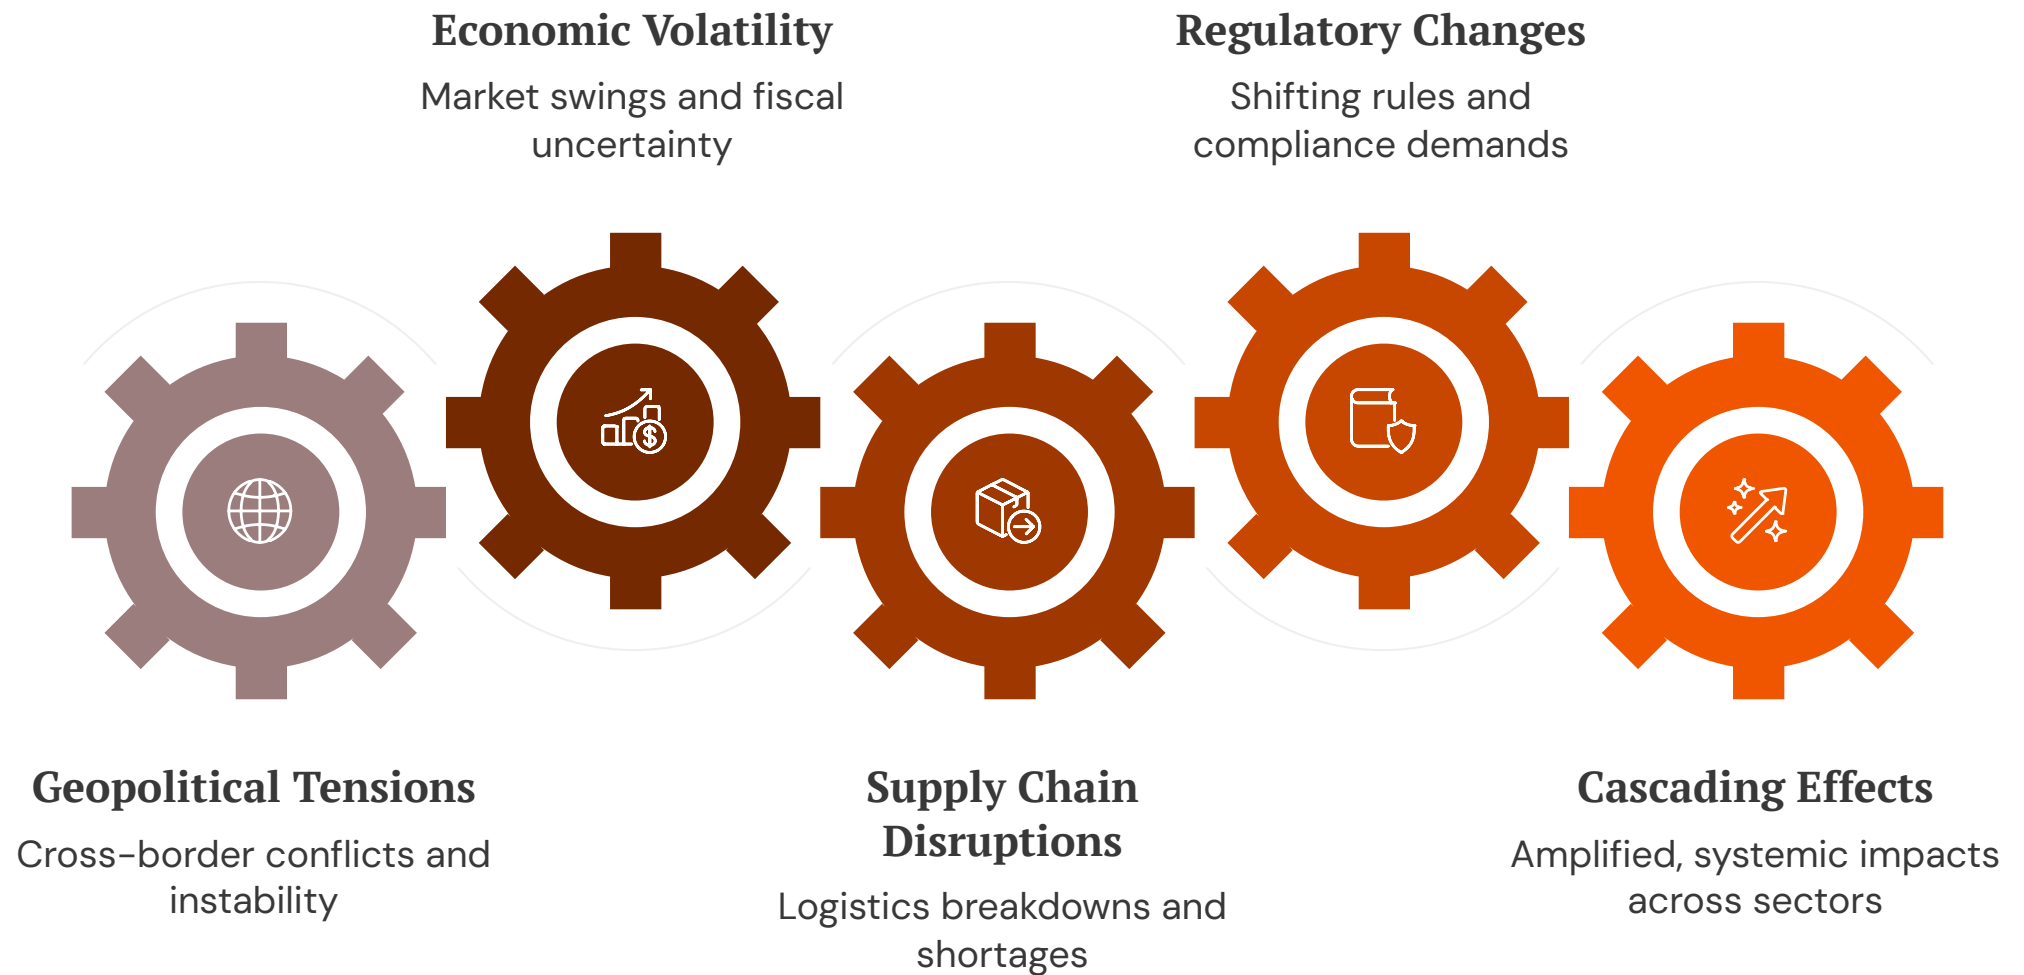 Economic Volatility
Market swings and fiscal
uncertainty
Regulatory Changes
Shifting rules and
compliance demands
$
Geopolitical Tensions
Cross-border conflicts and
instability
Supply Chain
Disruptions
Logistics breakdowns and
shortages
Cascading Effects
Amplified, systemic impacts
across sectors